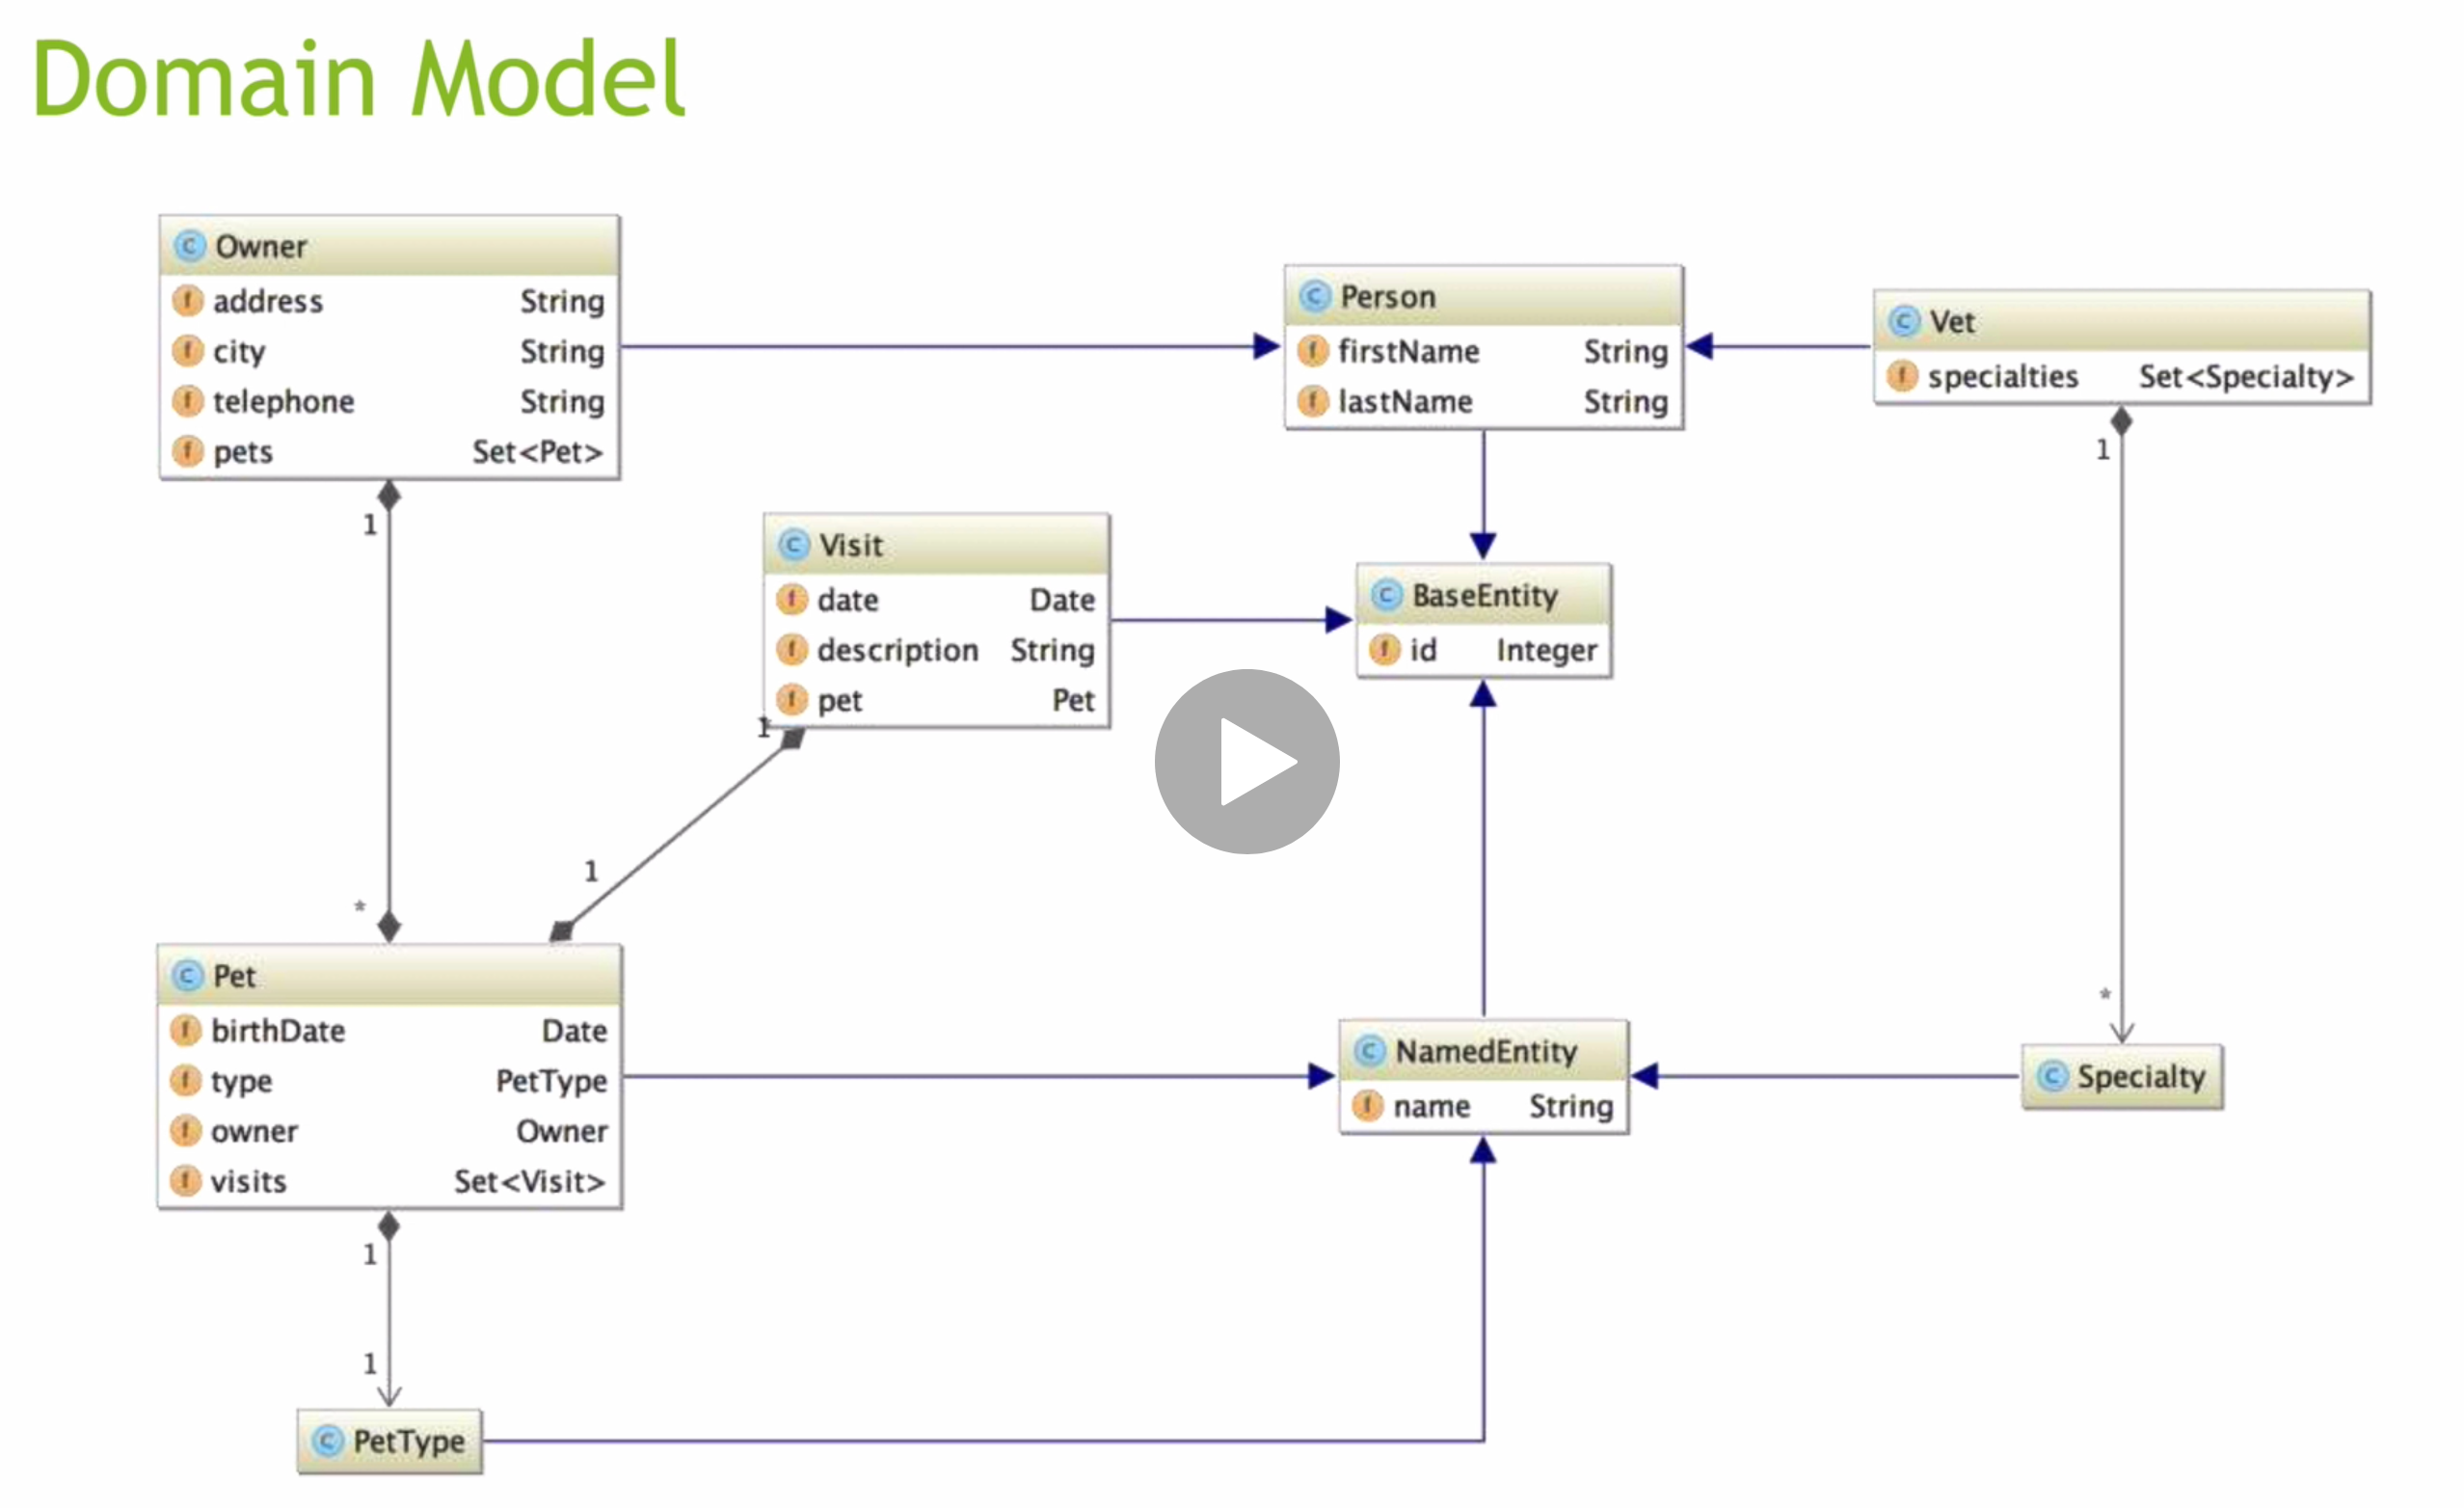 Domain Model
Owner
address String
city String
telephone String
pets Set<Pet>
1
*
Person
firstName String
lastName String
Vet
specialties Set<Specialty>
1
*
Visit
date Date
description String
pet Pet
1
1
BaseEntity
id Integer
Pet
birthDate Date
type PetType
owner Owner
visits Set<Visit>
1
1
NamedEntity
name String
Specialty
PetType